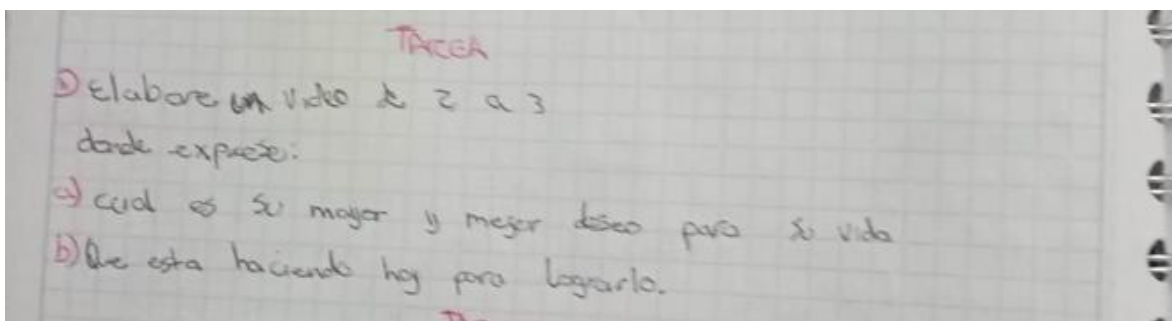 TAREA
① Elabore un video de 2 a 3
donde exprese:
a) cual es su mayor y mejor deseo para su vida
b) Que esta haciendo hoy para lograrlo.